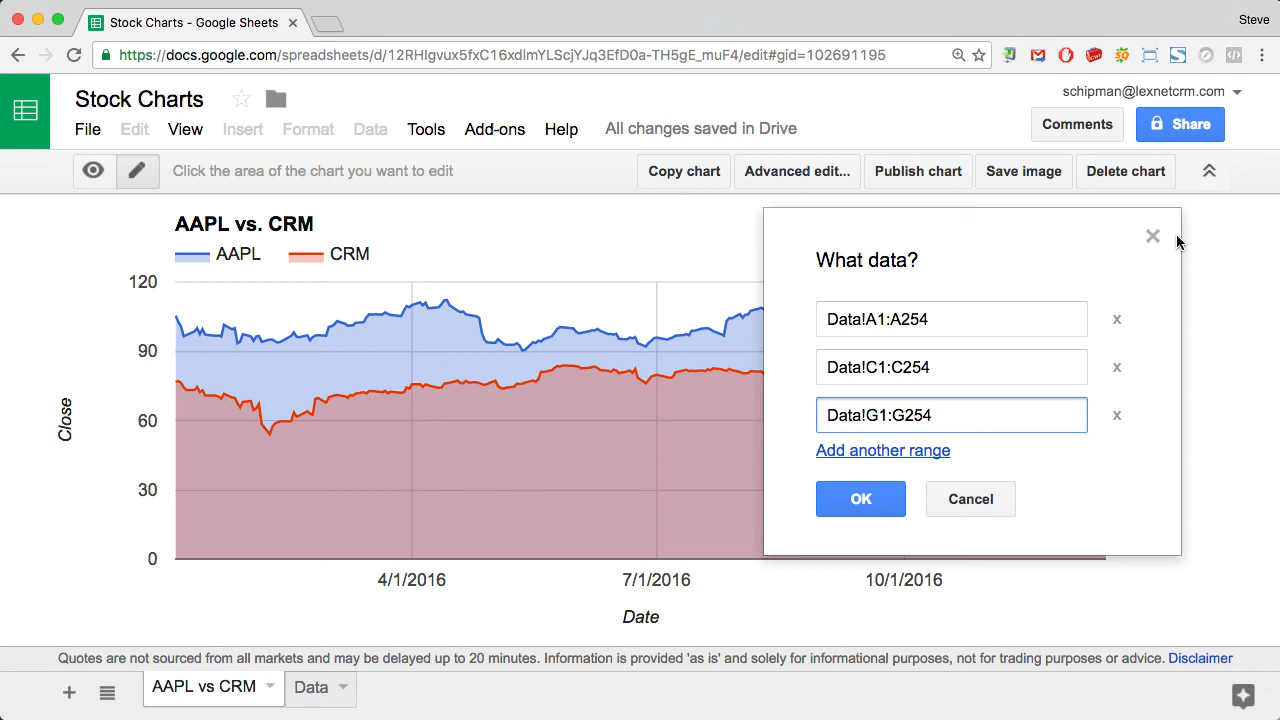 Stock Charts - Google Sheets
Steve
https://docs.google.com/spreadsheets/d/12RHIgvux5fxC16xdlmYLScjYJq3EfD0a-TH5gE_muF4/edit#gid=102691195
Stock Charts
schipman@lexnetcrm.com
File Edit View Insert Format Data Tools Add-ons Help All changes saved in Drive
Comments Share
Click the area of the chart you want to edit
Copy chart Advanced edit... Publish chart Save image Delete chart
AAPL vs. CRM
AAPL CRM
120
90
60
30
0
Close
4/1/2016 7/1/2016 10/1/2016
Date
What data?
Data!A1:A254 x
Data!C1:C254 x
Data!G1:G254 x
Add another range
OK Cancel
Quotes are not sourced from all markets and may be delayed up to 20 minutes. Information is provided 'as is' and solely for informational purposes, not for trading purposes or advice. Disclaimer
AAPL vs CRM Data